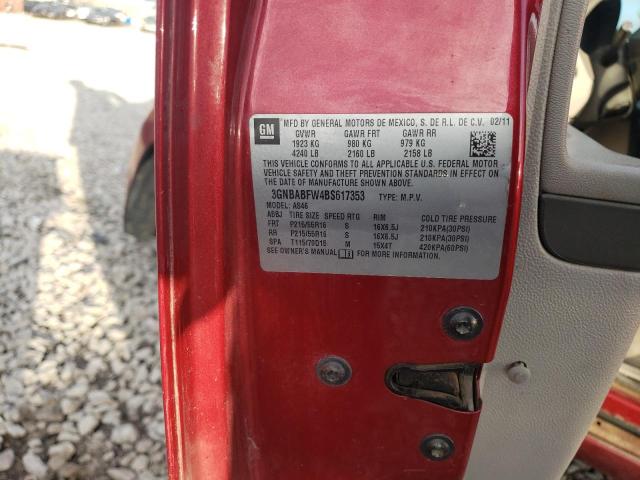 GM
MFD BY GENERAL MOTORS DE MEXICO, S. DE R.L. DE C.V. 02/11
GVWR GAWR FRT GAWR RR
1923 KG 980 KG 979 KG
4240 LB 2160 LB 2158 LB
THIS VEHICLE CONFORMS TO ALL APPLICABLE U.S. FEDERAL MOTOR
VEHICLE SAFETY AND THEFT PREVENTION STANDARDS IN EFFECT ON
THE DATE OF MANUFACTURE SHOWN ABOVE.
3GNBABFW4BS617353 TYPE: M.P.V.
MODEL: AS46
ABBJ TIRE SIZE SPEED RTG RIM COLD TIRE PRESSURE
FRT P215/55R16 S 16X6.5J 210KPA(30PSI)
RR P215/55R16 S 16X6.5J 210KPA(30PSI)
SPA T115/70D15 M 15X4T 420KPA(60PSI)
SEE OWNER'S MANUAL FOR MORE INFORMATION.